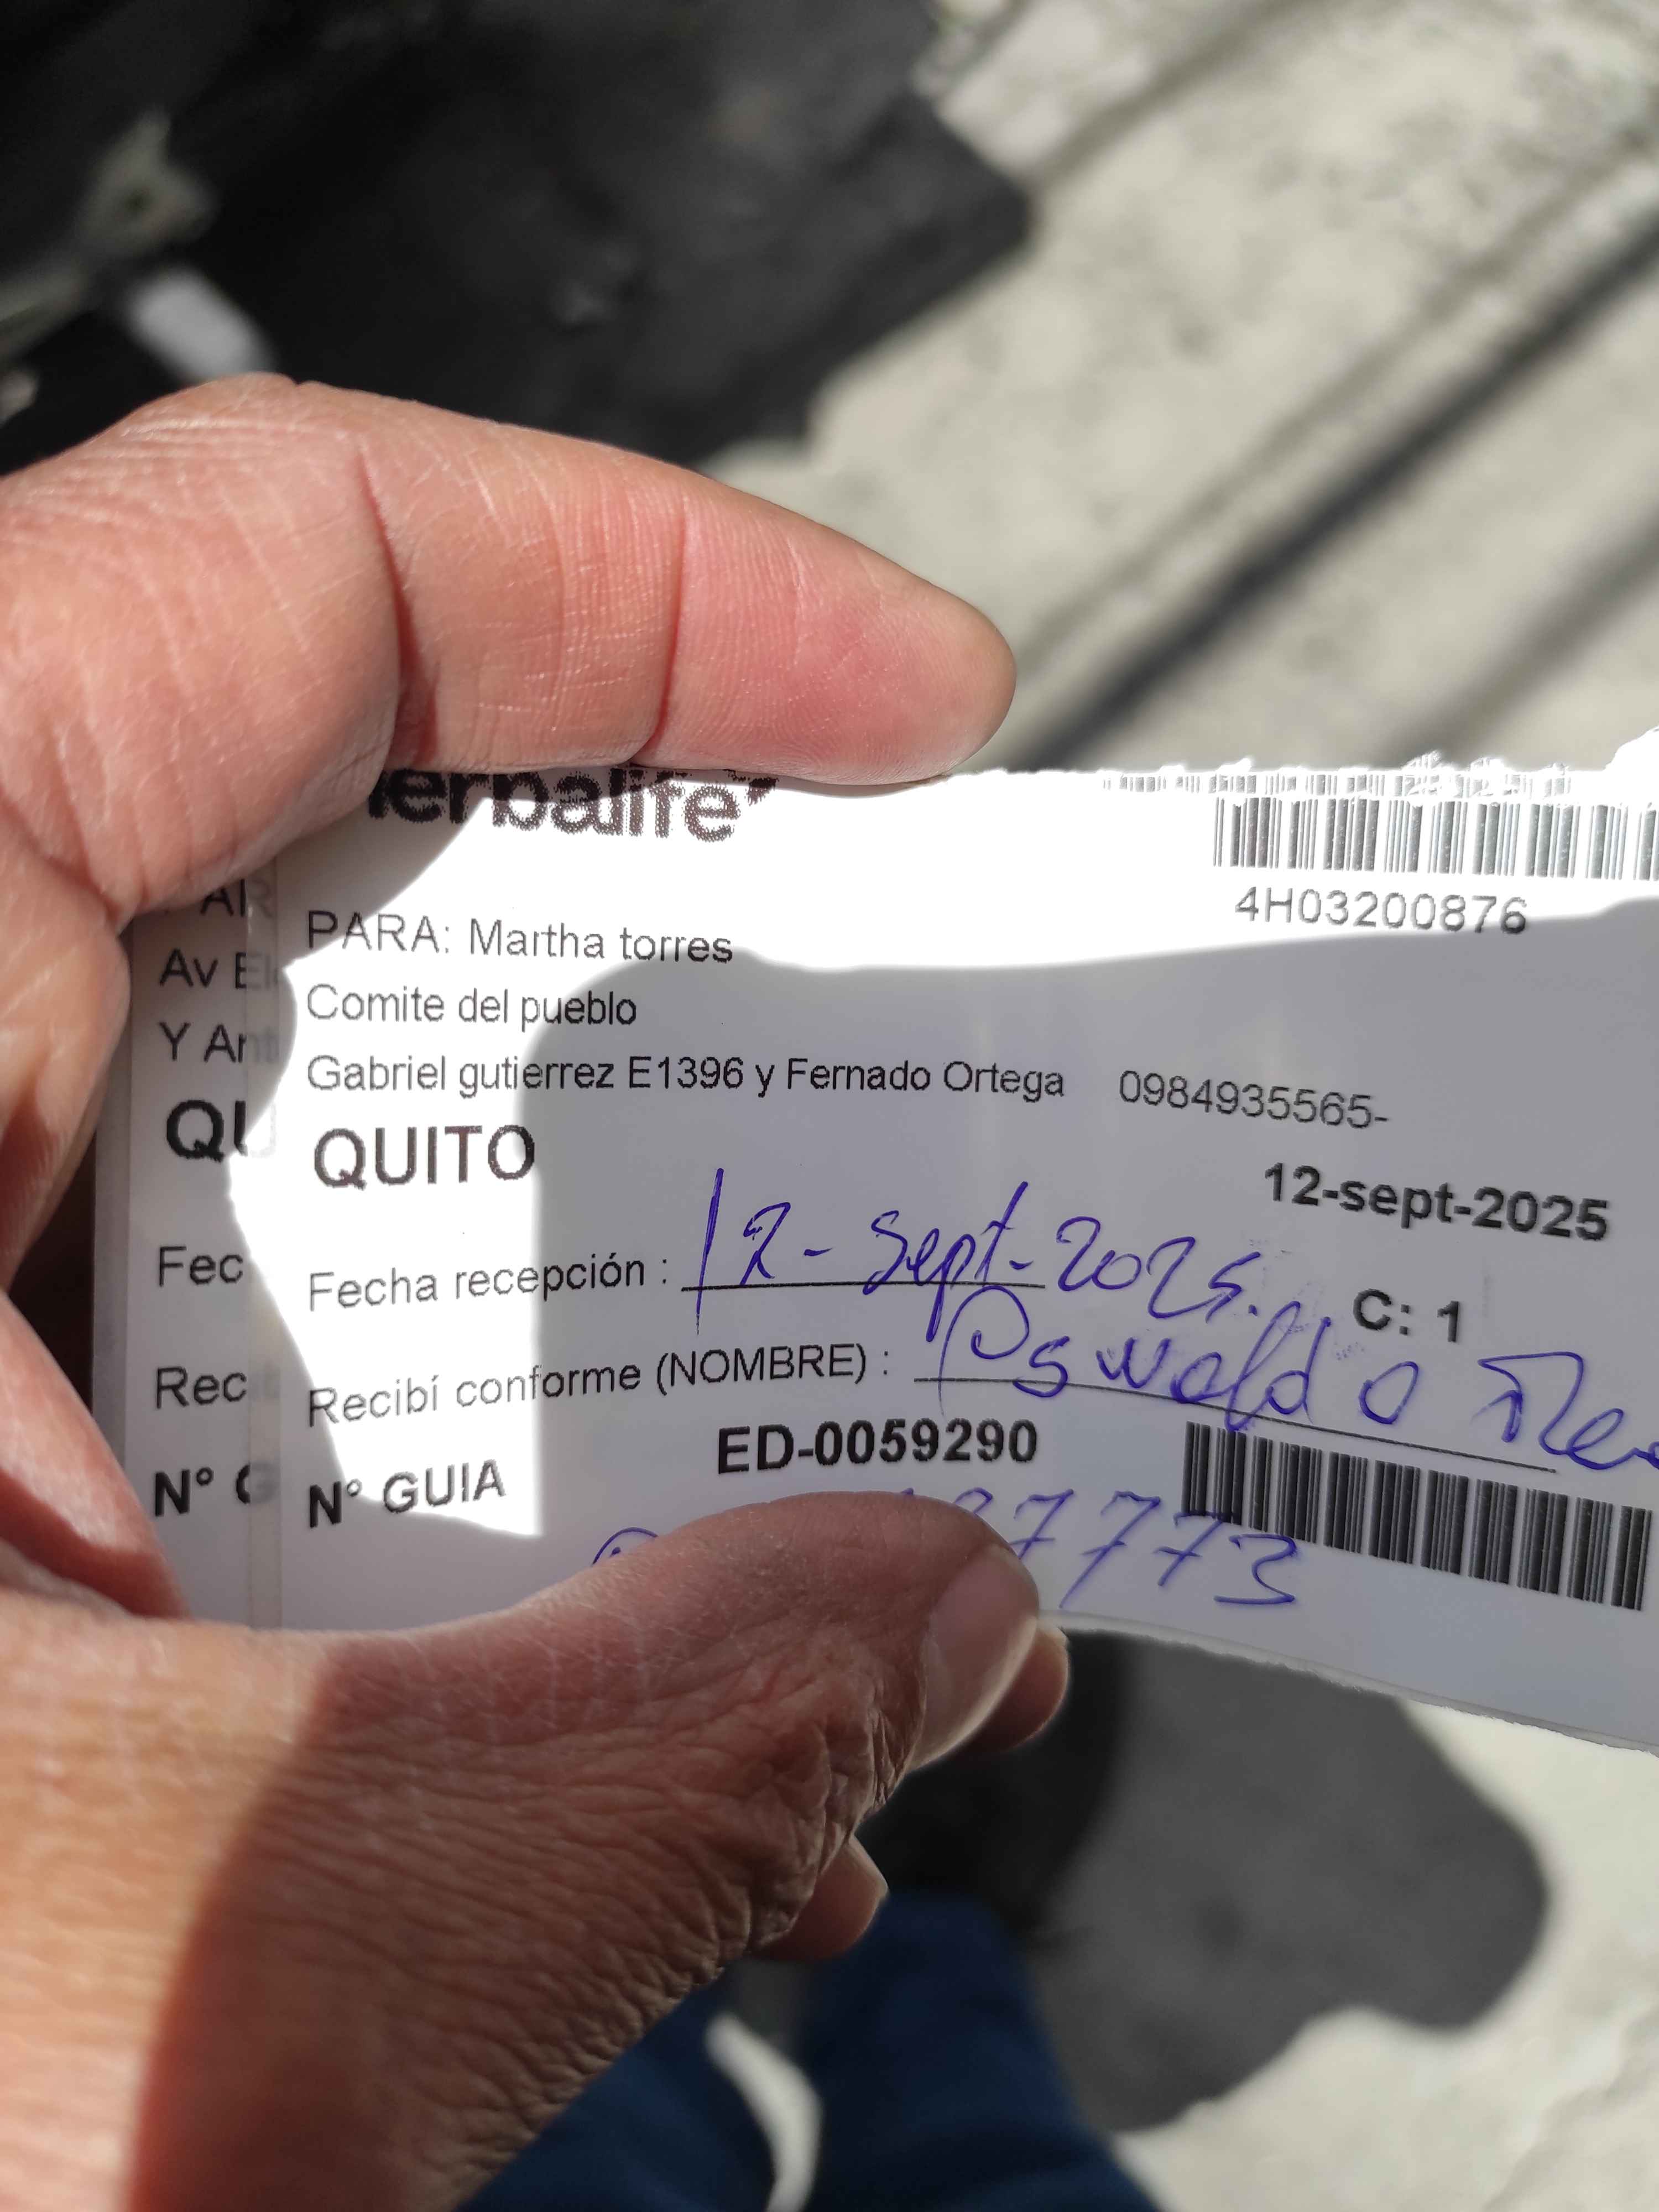 erbalife
4H03200876
PARA: Martha torres
Comite del pueblo
Gabriel gutierrez E1396 y Fernado Ortega 0984935565-
QUITO
12-sept-2025
Fecha recepción : 12-Sept-2025.
C: 1
Recibí conforme (NOMBRE) : Oswaldo
ED-0059290
N° GUIA
7773
Av
Y
QU
Fec
Rec
N°